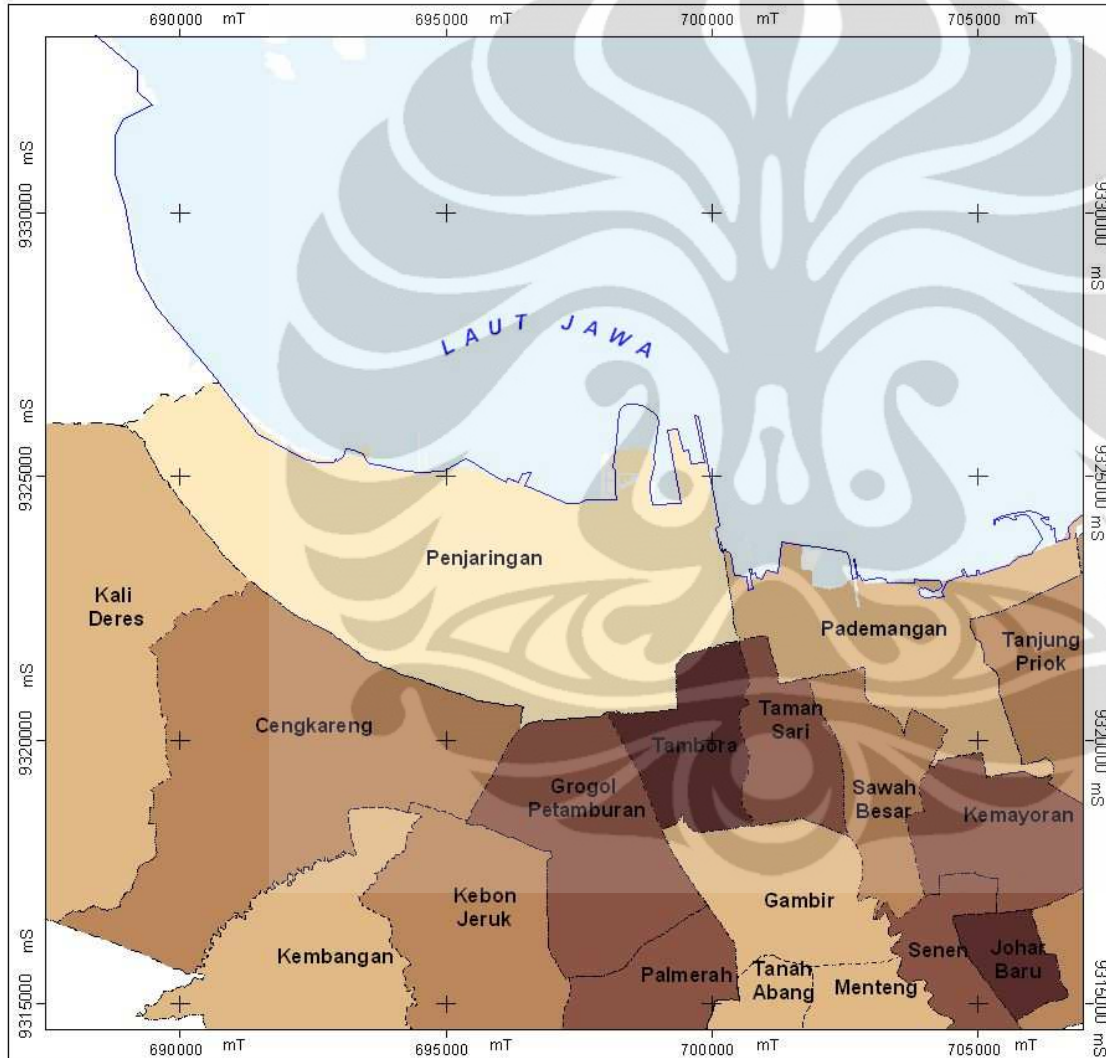 690000 mT 695000 mT 700000 mT 705000 mT
mS
9330000
9330000 mS
LAUT JAWA
mS
9325000
9325000 mS
Penjaringan
Kali
Deres
Pademangan
Tanjung
Priok
mS
9320000
9320000 mS
Cengkareng
Tambora
Taman
Sari
Grogol
Petamburan
Sawah
Besar
Kemayoran
Kebon
Jeruk
Gambir
Kembangan
Palmerah
Tanah
Abang
Menteng
Senen
Johar
Baru
mS
9315000
9315000 mS
690000 mT 695000 mT 700000 mT 705000 mT